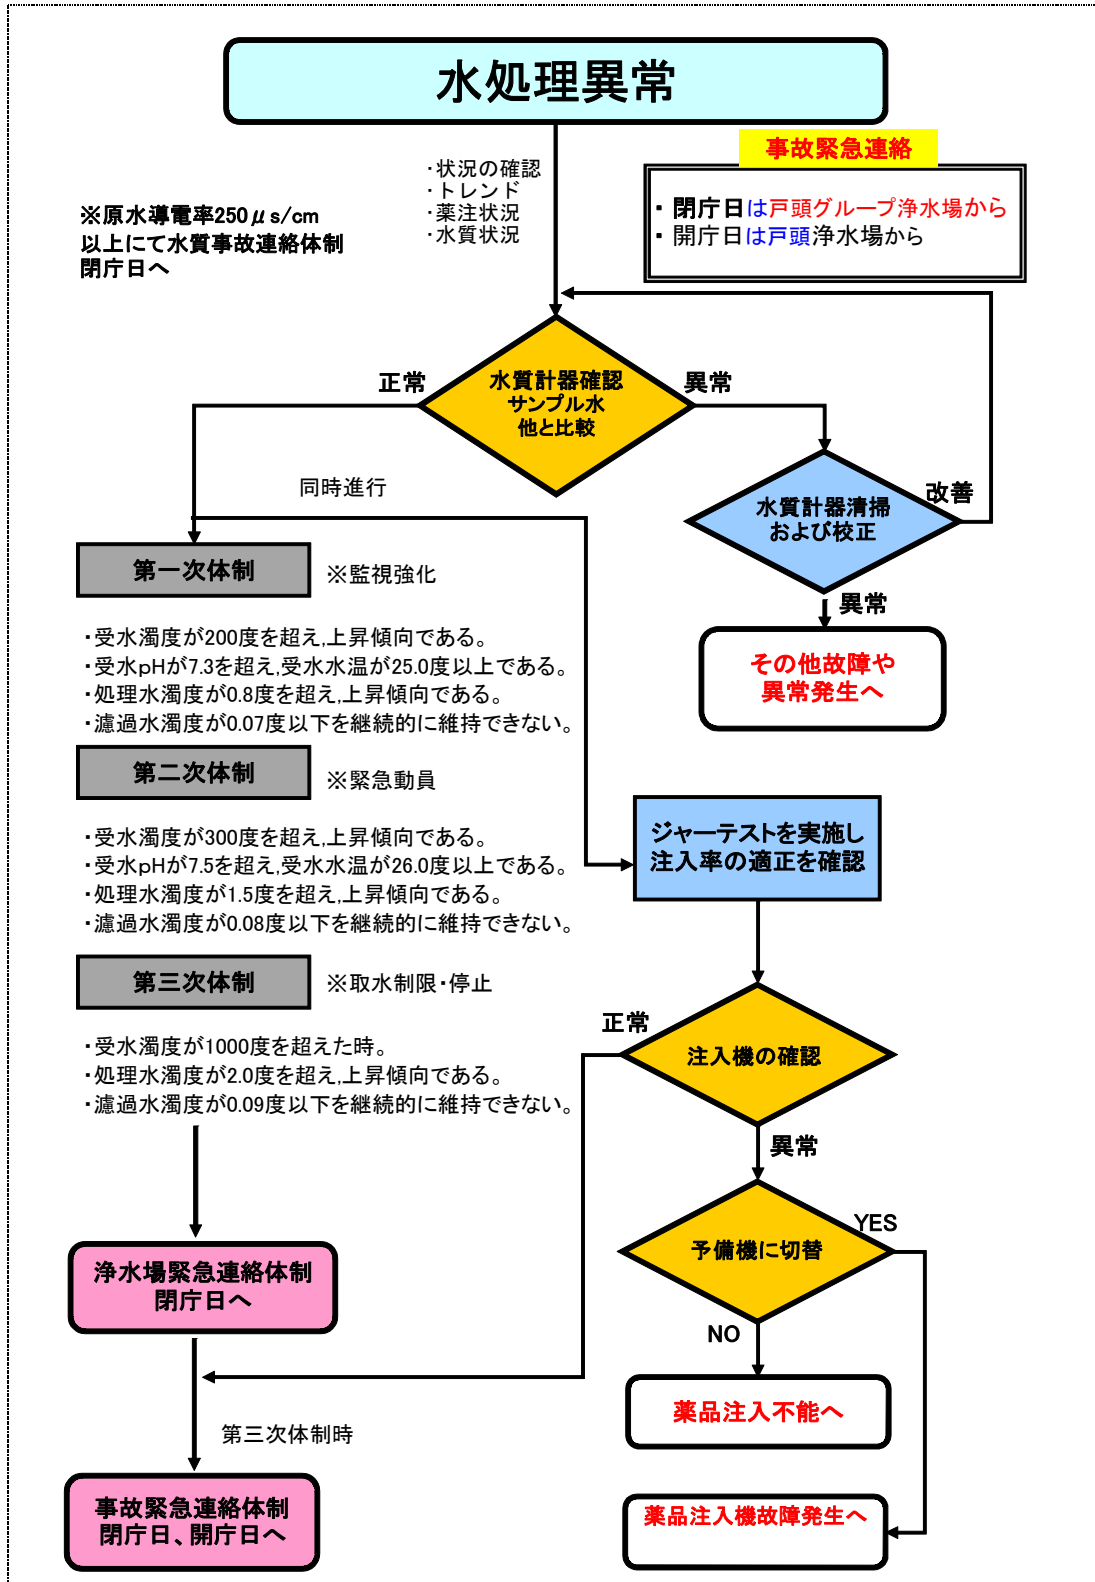 水処理異常
・状況の確認
・トレンド
・薬注状況
・水質状況
事故緊急連絡
・閉庁日は戸頭グループ浄水場から
・開庁日は戸頭浄水場から
※原水導電率250μs/cm
以上にて水質事故連絡体制
閉庁日へ
正常
水質計器確認
サンプル水
他と比較
異常
同時進行
水質計器清掃
および校正
改善
異常
その他故障や
異常発生へ
第一次体制
※監視強化
・受水濁度が200度を超え,上昇傾向である。
・受水pHが7.3を超え,受水水温が25.0度以上である。
・処理水濁度が0.8度を超え,上昇傾向である。
・濾過水濁度が0.07度以下を継続的に維持できない。
第二次体制
※緊急動員
・受水濁度が300度を超え,上昇傾向である。
・受水pHが7.5を超え,受水水温が26.0度以上である。
・処理水濁度が1.5度を超え,上昇傾向である。
・濾過水濁度が0.08度以下を継続的に維持できない。
ジャーテストを実施し
注入率の適正を確認
第三次体制
※取水制限・停止
・受水濁度が1000度を超えた時。
・処理水濁度が2.0度を超え,上昇傾向である。
・濾過水濁度が0.09度以下を継続的に維持できない。
正常
注入機の確認
異常
予備機に切替
YES
NO
浄水場緊急連絡体制
閉庁日へ
薬品注入不能へ
第三次体制時
事故緊急連絡体制
閉庁日、開庁日へ
薬品注入機故障発生へ